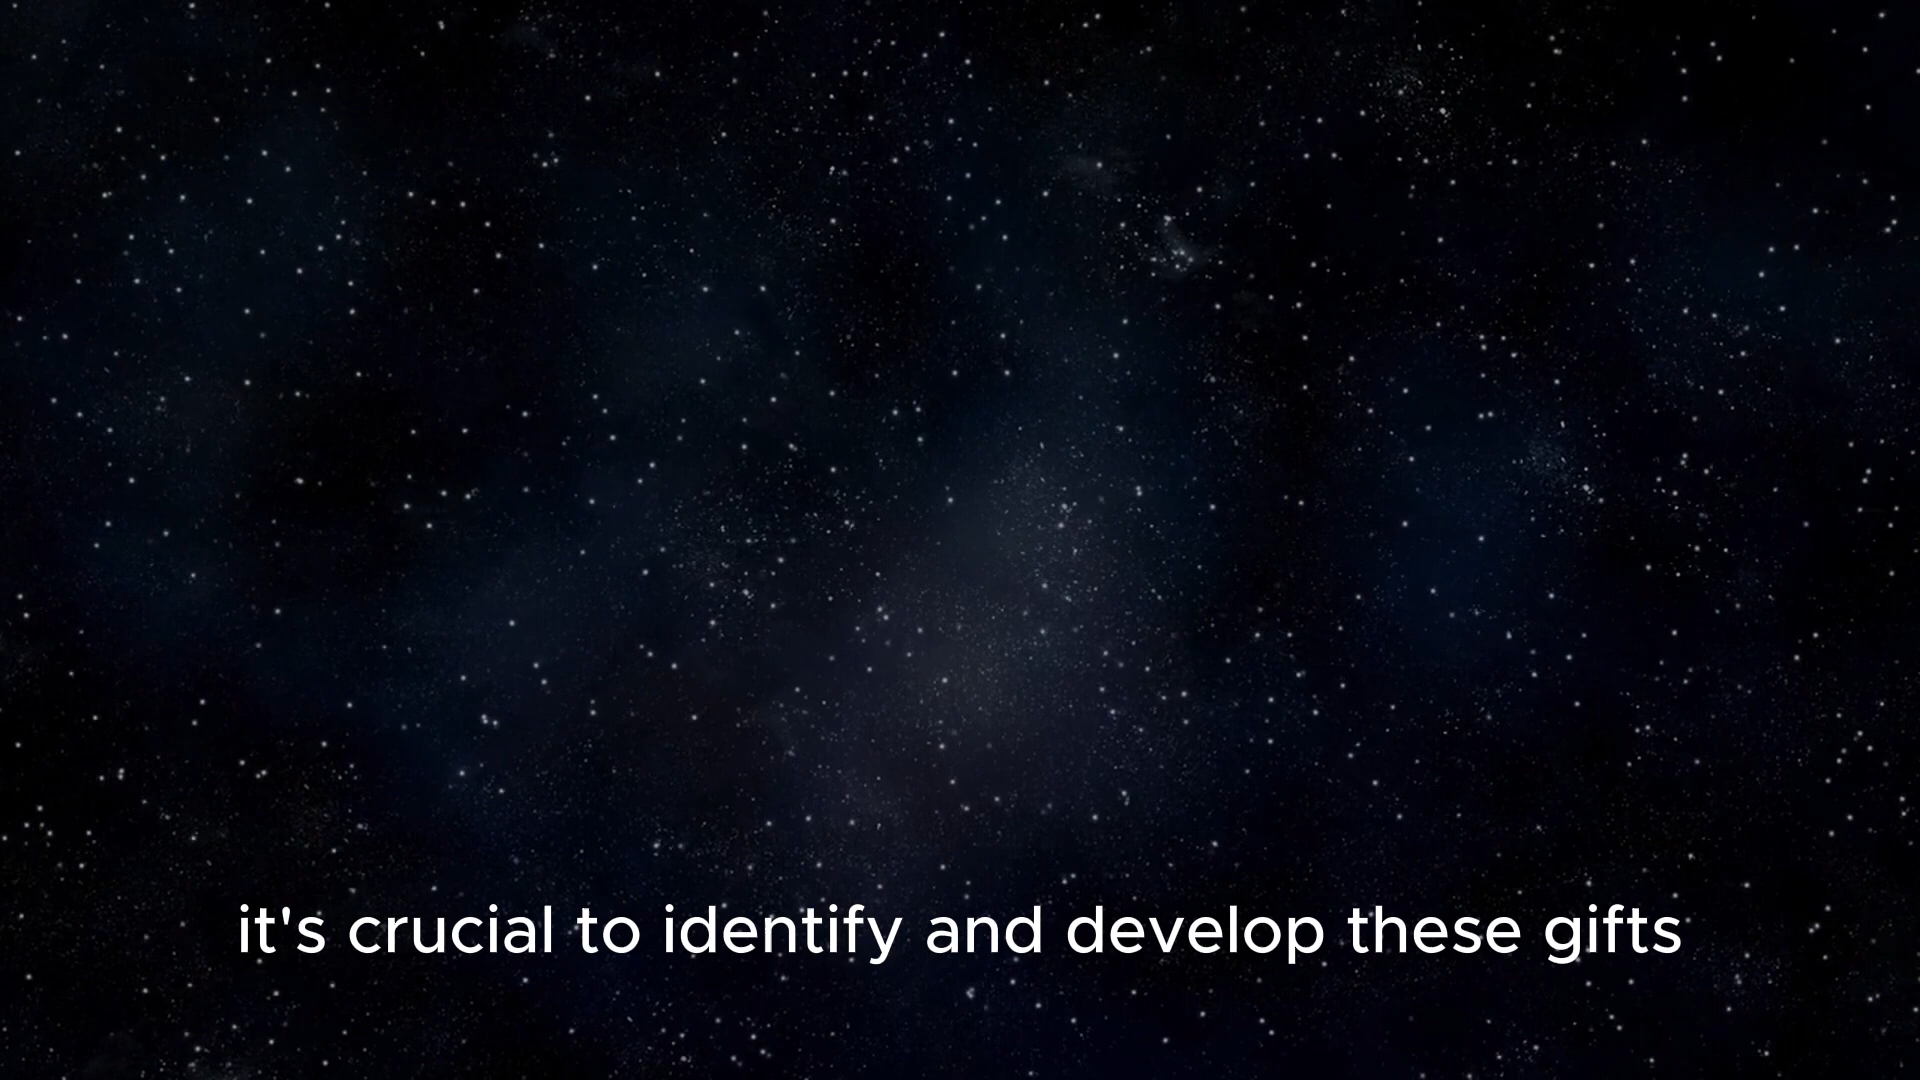 it's crucial to identify and develop these gifts